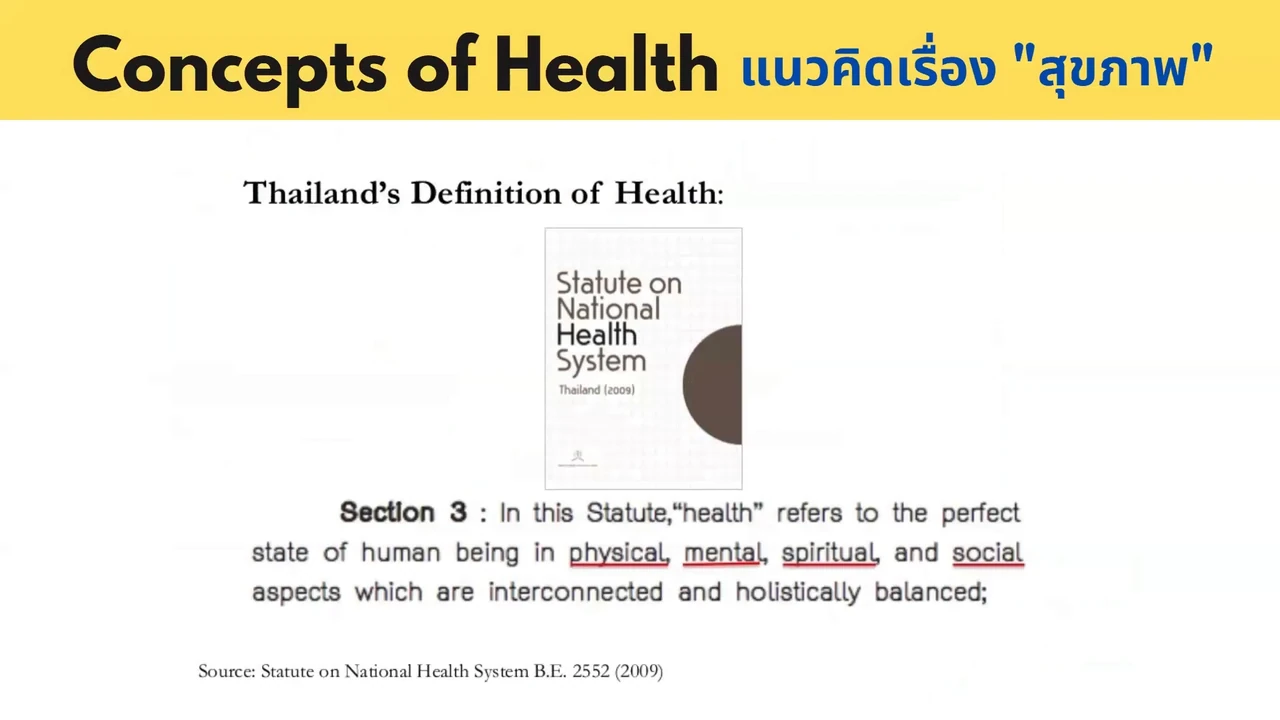 Concepts of Health แนวคิดเรื่อง "สุขภาพ"
Thailand’s Definition of Health:
Statute on
National
Health
System
Thailand (2009)
Section 3 : In this Statute,“health” refers to the perfect
state of human being in physical, mental, spiritual, and social
aspects which are interconnected and holistically balanced;
Source: Statute on National Health System B.E. 2552 (2009)